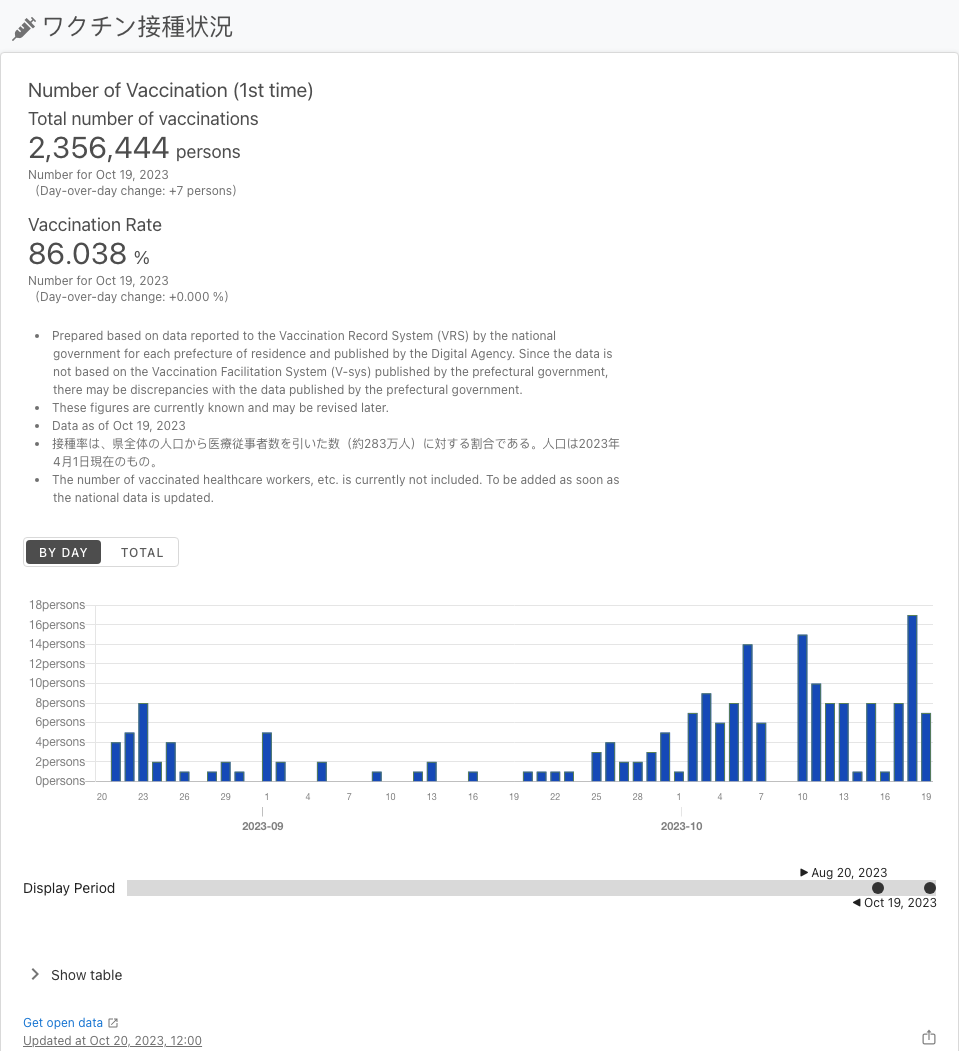 ワクチン接種状況
Number of Vaccination (1st time)
Total number of vaccinations
2,356,444 persons
Number for Oct 19, 2023
(Day-over-day change: +7 persons)
Vaccination Rate
86.038 %
Number for Oct 19, 2023
(Day-over-day change: +0.000 %)
• Prepared based on data reported to the Vaccination Record System (VRS) by the national
government for each prefecture of residence and published by the Digital Agency. Since the data is
not based on the Vaccination Facilitation System (V-sys) published by the prefectural government,
there may be discrepancies with the data published by the prefectural government.
• These figures are currently known and may be revised later.
• Data as of Oct 19, 2023
• 接種率は、県全体の人口から医療従事者数を引いた数（約283万人）に対する割合である。人口は2023年
4月1日現在のもの。
• The number of vaccinated healthcare workers, etc. is currently not included. To be added as soon as
the national data is updated.
BY DAY TOTAL
18persons
16persons
14persons
12persons
10persons
8persons
6persons
4persons
2persons
0persons
20 23 26 29 1 4 7 10 13 16 19 22 25 28 1 4 7 10 13 16 19
2023-09 2023-10
Aug 20, 2023
Display Period
Oct 19, 2023
Show table
Get open data
Updated at Oct 20, 2023, 12:00